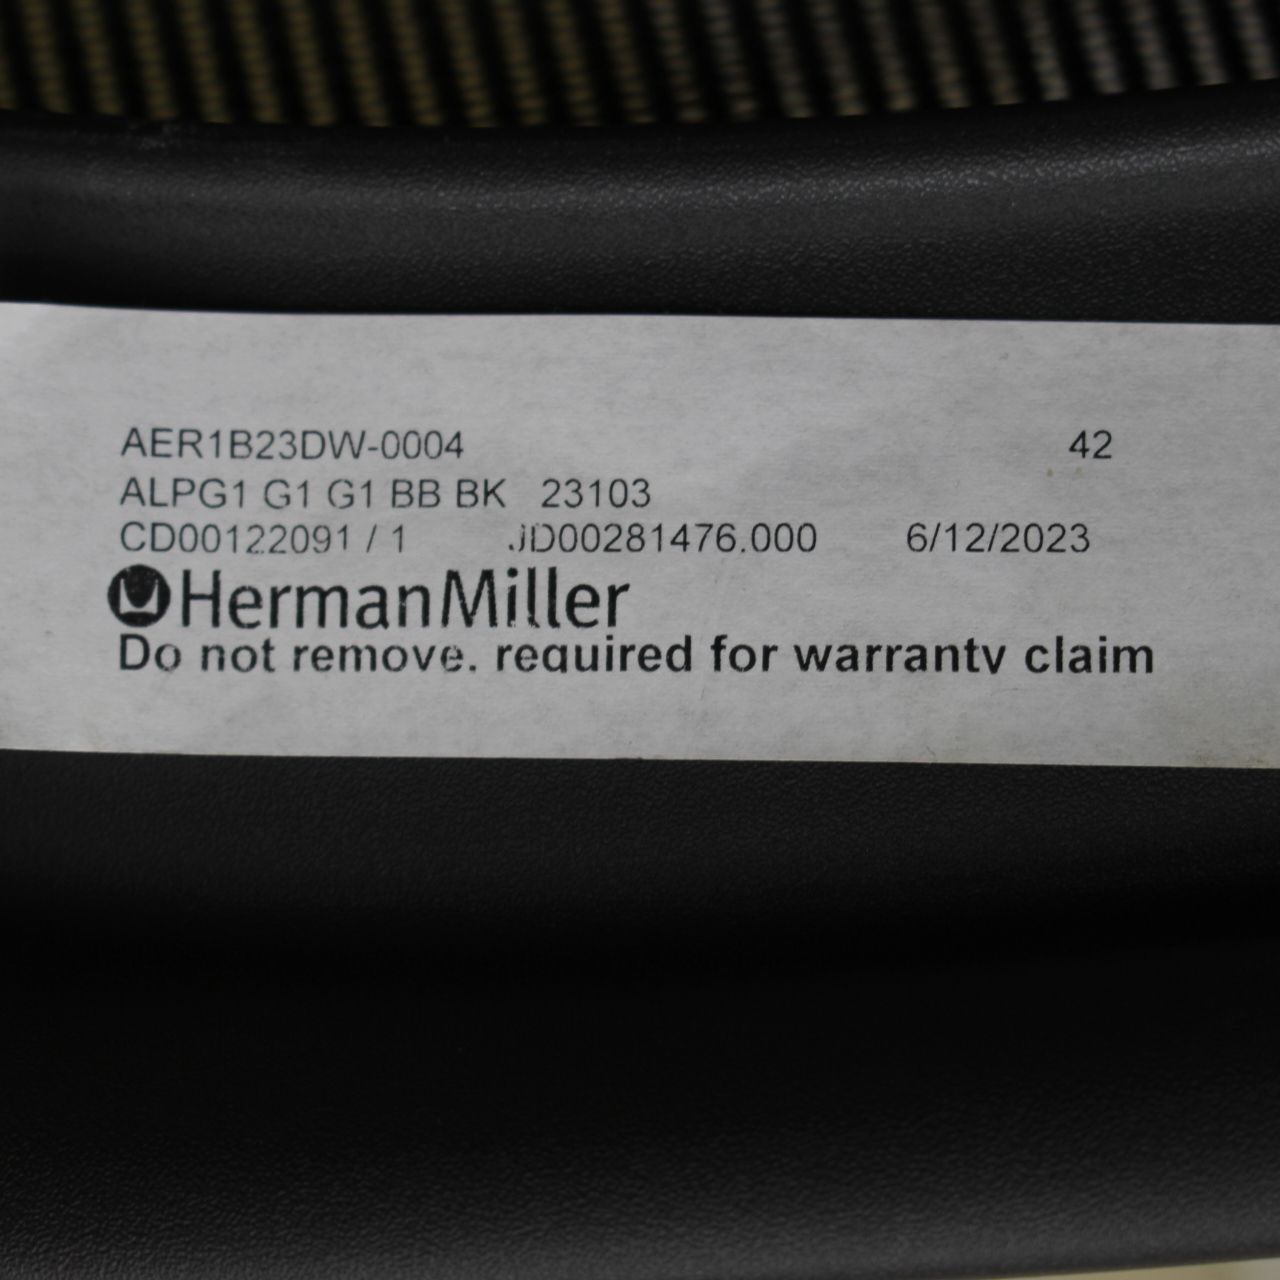 AER1B23DW-0004 42
ALPG1 G1 G1 BB BK 23103
CD00122091 / 1 JD00281476.000 6/12/2023
HermanMiller
Do not remove, required for warranty claim